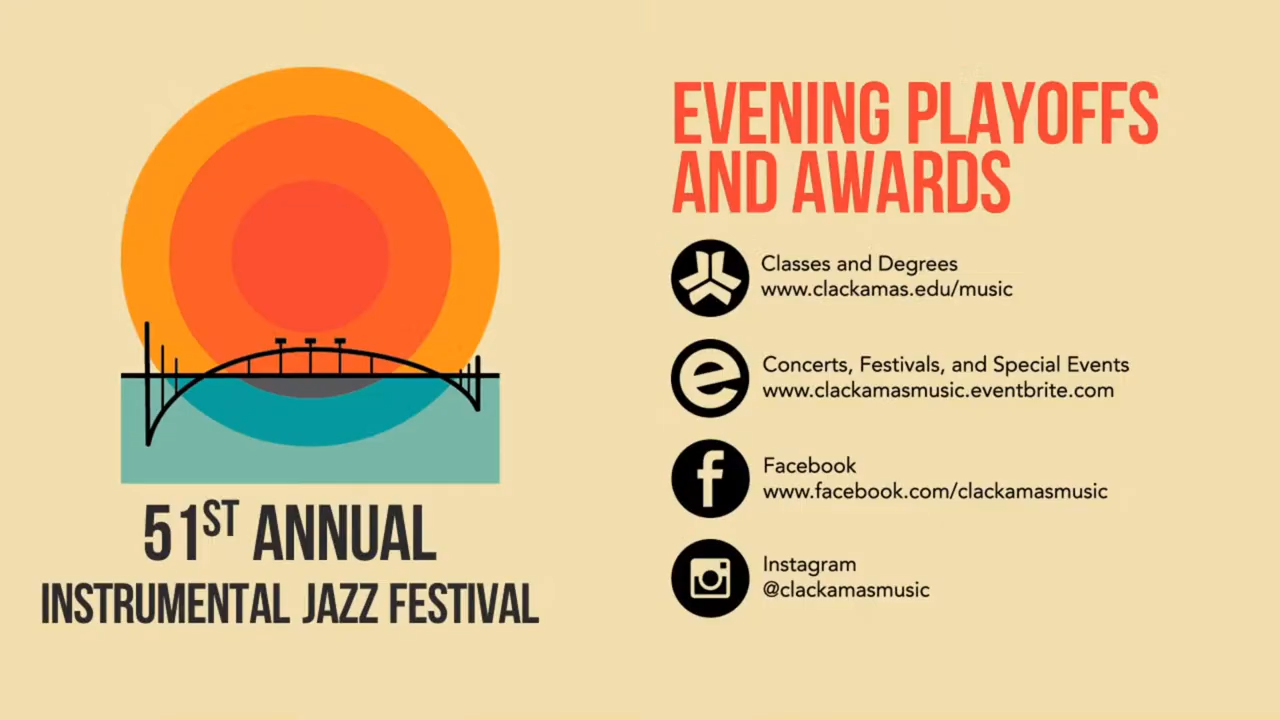 51ST ANNUAL
INSTRUMENTAL JAZZ FESTIVAL
EVENING PLAYOFFS
AND AWARDS
Classes and Degrees
www.clackamas.edu/music
Concerts, Festivals, and Special Events
www.clackamasmusic.eventbrite.com
Facebook
www.facebook.com/clackamasmusic
Instagram
@clackamasmusic